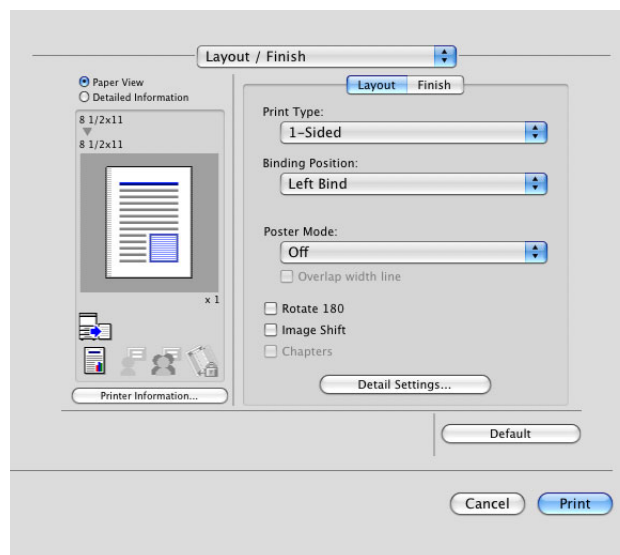 Layout / Finish
Paper View
Detailed Information
8 1/2x11
8 1/2x11
x 1
Printer Information...
Layout Finish
Print Type:
1-Sided
Binding Position:
Left Bind
Poster Mode:
Off
Overlap width line
Rotate 180
Image Shift
Chapters
Detail Settings...
Default
Cancel Print